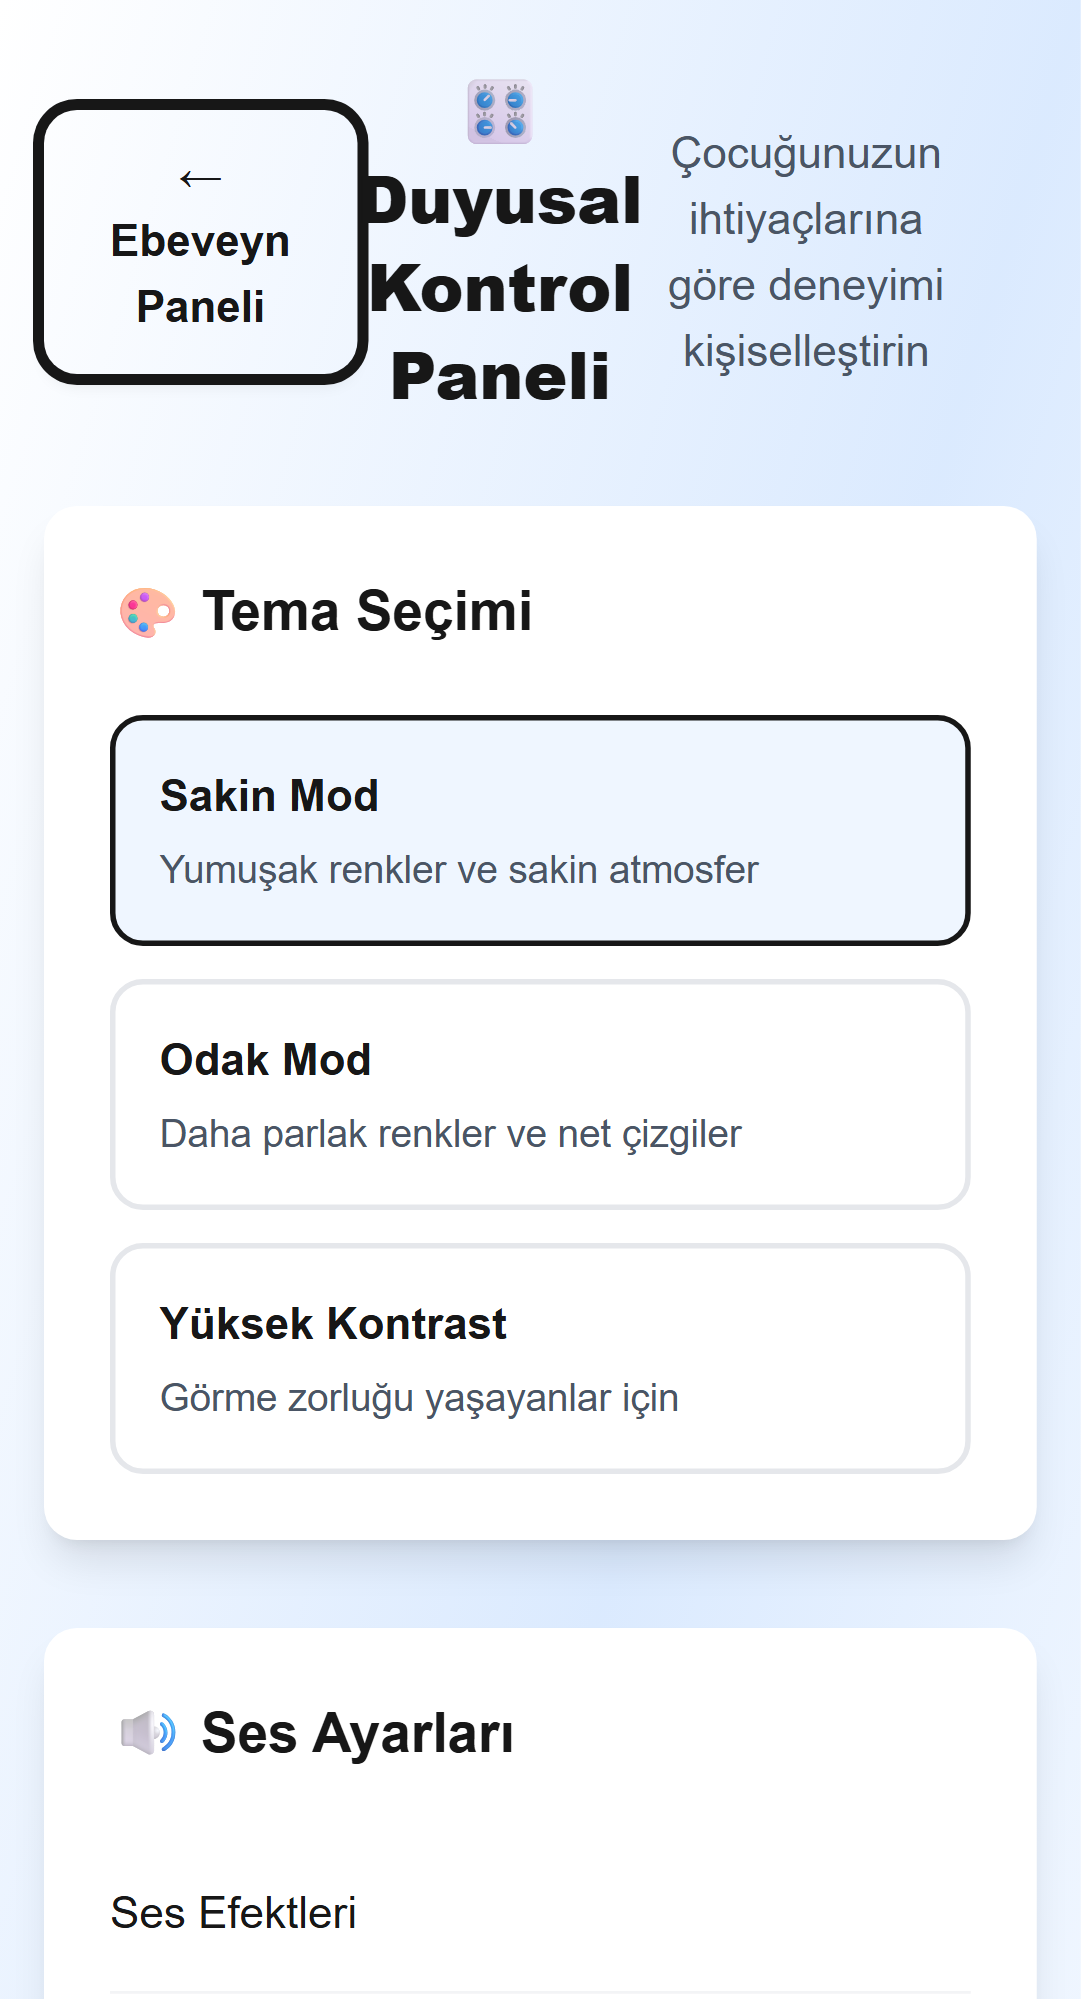 ←
Ebeveyn
Paneli
Duyusal
Kontrol
Paneli
Çocuğunuzun
ihtiyaçlarına
göre deneyimi
kişiselleştirin
Tema Seçimi
Sakin Mod
Yumuşak renkler ve sakin atmosfer
Odak Mod
Daha parlak renkler ve net çizgiler
Yüksek Kontrast
Görme zorluğu yaşayanlar için
Ses Ayarları
Ses Efektleri